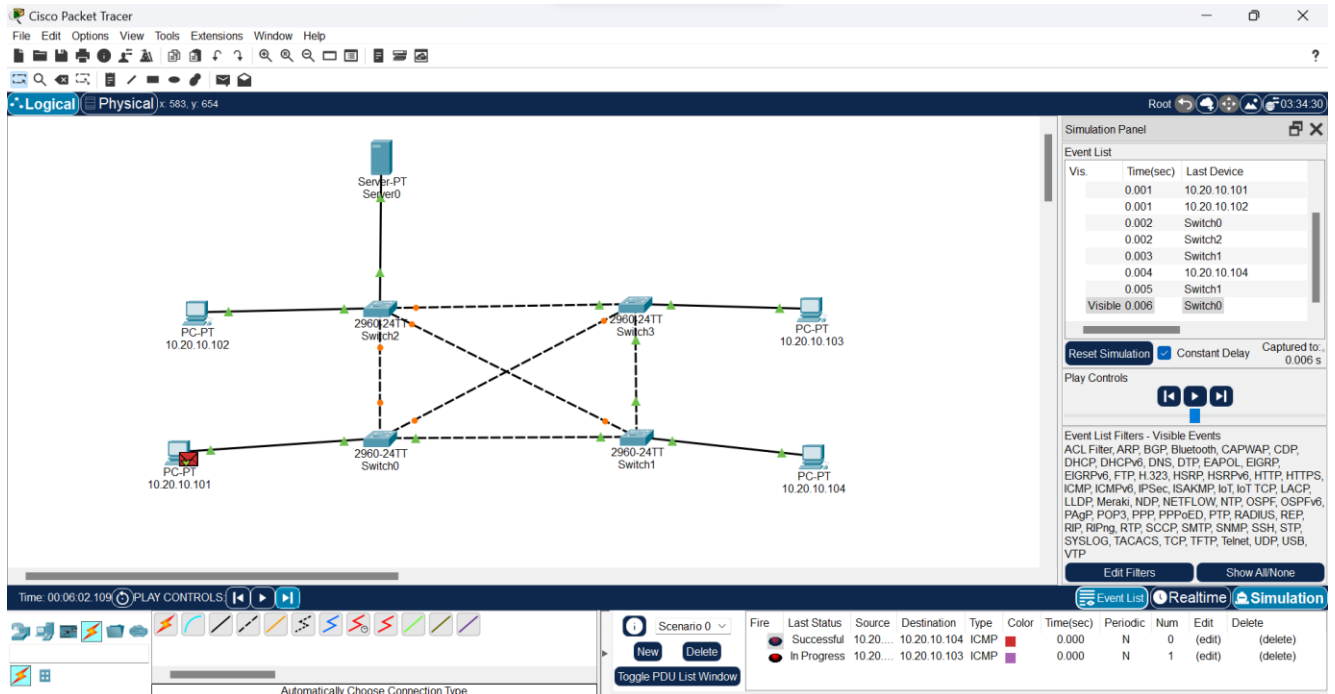 Cisco Packet Tracer
File Edit Options View Tools Extensions Window Help
?
Logical Physical x: 583, y: 654
Root 03:34:30
Server-PT
Server0
PC-PT
10.20.10.102
2960-24TT
Switch2
2960-24TT
Switch3
PC-PT
10.20.10.103
PC-PT
10.20.10.101
2960-24TT
Switch0
2960-24TT
Switch1
PC-PT
10.20.10.104
Simulation Panel
Event List
Vis. Time(sec) Last Device
0.001 10.20.10.101
0.001 10.20.10.102
0.002 Switch0
0.002 Switch2
0.003 Switch1
0.004 10.20.10.104
0.005 Switch1
Visible 0.006 Switch0
Reset Simulation Constant Delay Captured to:
0.006 s
Play Controls
Event List Filters - Visible Events
ACL Filter, ARP, BGP, Bluetooth, CAPWAP, CDP,
DHCP, DHCPv6, DNS, DTP, EAPOL, EIGRP,
EIGRPv6, FTP, H.323, HSRP, HSRPv6, HTTP, HTTPS,
ICMP, ICMPv6, IPSec, ISAKMP, IoT, IoT TCP, LACP,
LLDP, Meraki, NDP, NETFLOW, NTP, OSPF, OSPFv6,
PAgP, POP3, PPP, PPPoED, PTP, RADIUS, REP,
RIP, RIPng, RTP, SCCP, SMTP, SNMP, SSH, STP,
SYSLOG, TACACS, TCP, TFTP, Telnet, UDP, USB,
VTP
Edit Filters Show All/None
Time: 00:06:02.109 PLAY CONTROLS:
Event List Realtime Simulation
Automatically Choose Connection Type
Scenario 0
New Delete
Toggle PDU List Window
Fire Last Status Source Destination Type Color Time(sec) Periodic Num Edit Delete
Successful 10.20.... 10.20.10.104 ICMP 0.000 N 0 (edit) (delete)
In Progress 10.20.... 10.20.10.103 ICMP 0.000 N 1 (edit) (delete)